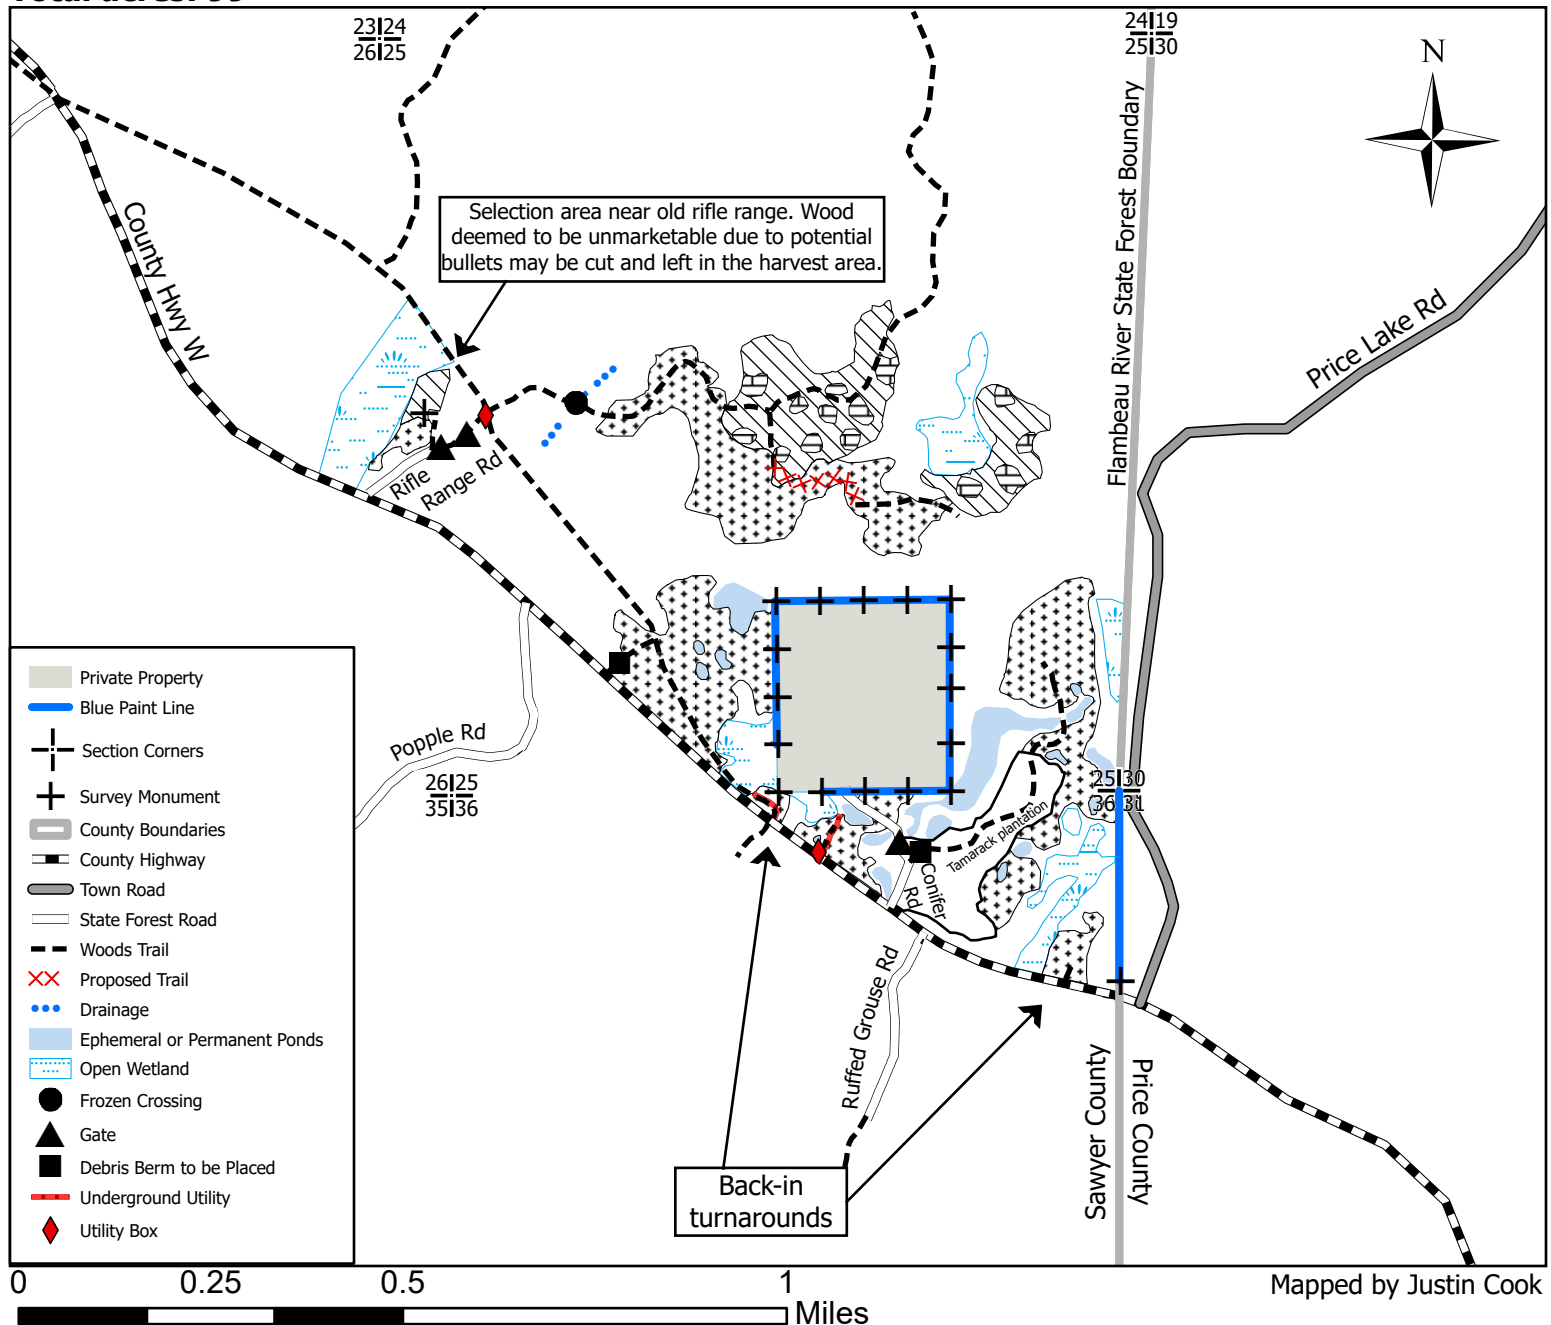 23 24
26 25
24 19
25 30
N
Flambeau River State Forest Boundary
County Hwy W
Selection area near old rifle range. Wood
deemed to be unmarketable due to potential
bullets may be cut and left in the harvest area.
Price Lake Rd
Rifle
Range Rd
Popple Rd
26 25
35 36
25 30
36 31
Tamarack plantation
Conifer
Rd
Ruffed Grouse Rd
Sawyer County
Price County
Back-in
turnarounds
Private Property
Blue Paint Line
Section Corners
Survey Monument
County Boundaries
County Highway
Town Road
State Forest Road
Woods Trail
Proposed Trail
Drainage
Ephemeral or Permanent Ponds
Open Wetland
Frozen Crossing
Gate
Debris Berm to be Placed
Underground Utility
Utility Box
0 0.25 0.5 1
Miles
Mapped by Justin Cook